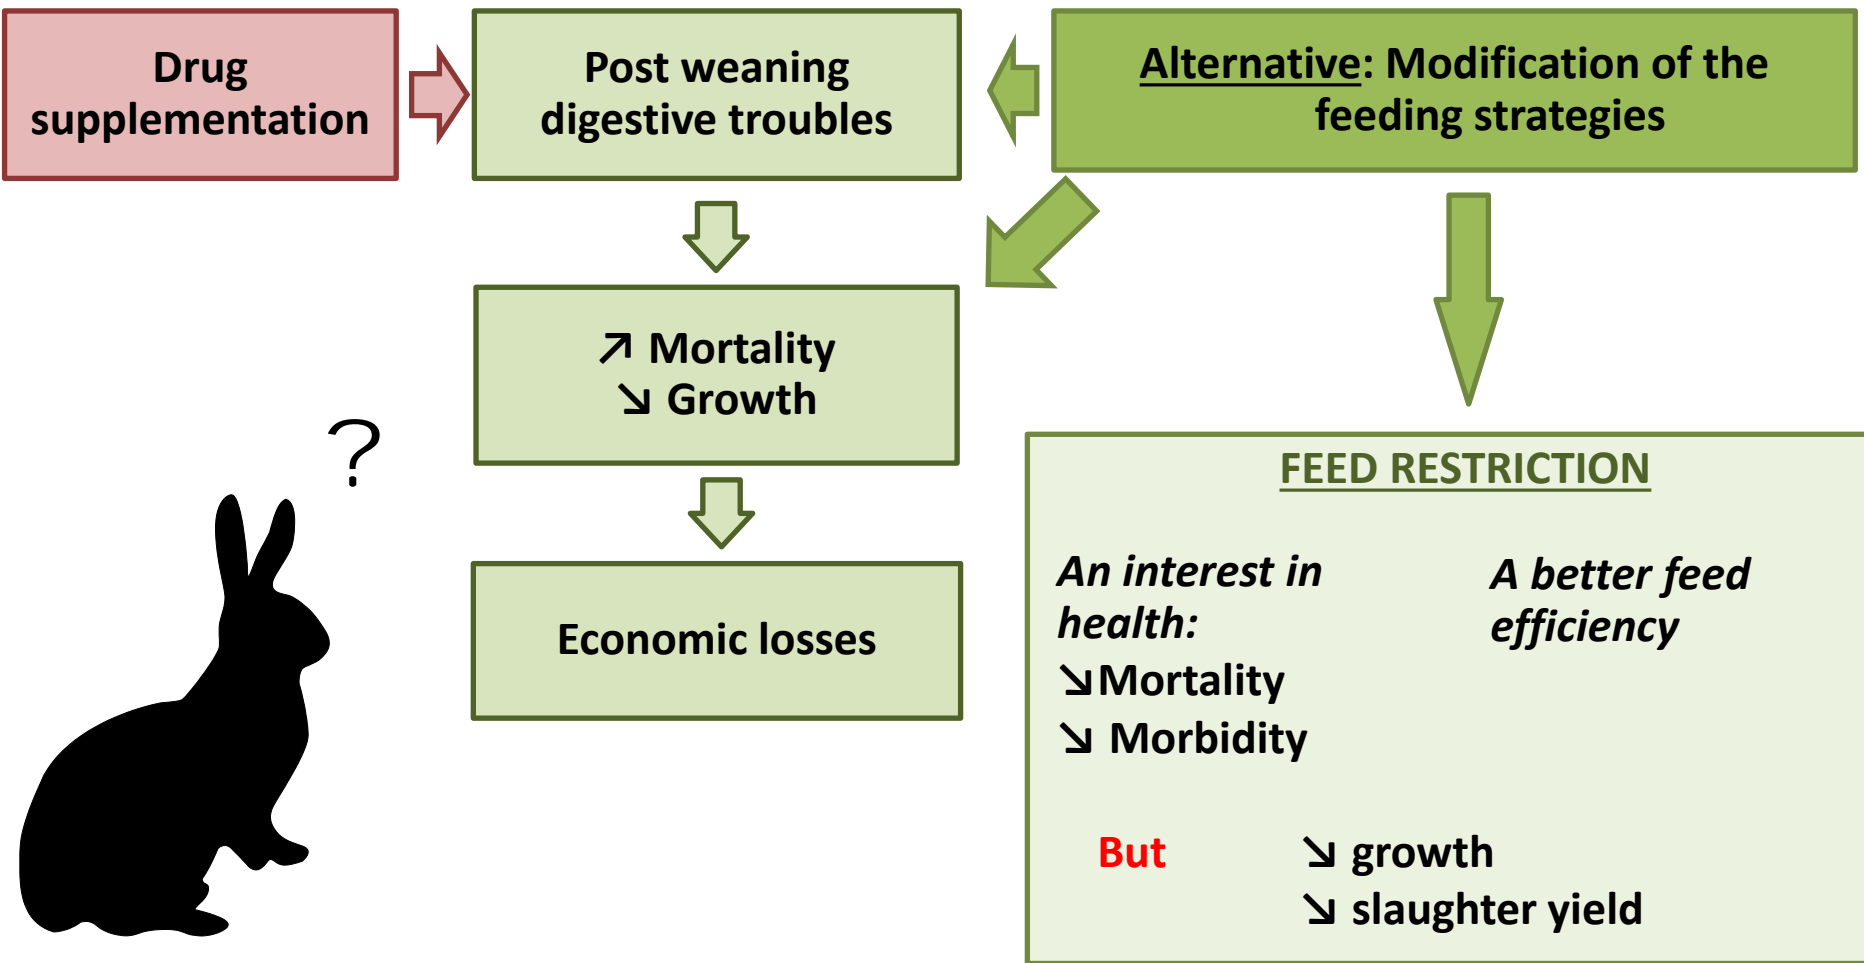 Drug
supplementation
Post weaning
digestive troubles
Alternative: Modification of the
feeding strategies
↗ Mortality
↘ Growth
Economic losses
?
FEED RESTRICTION
An interest in
health:
↘Mortality
↘ Morbidity
A better feed
efficiency
But
↘ growth
↘ slaughter yield